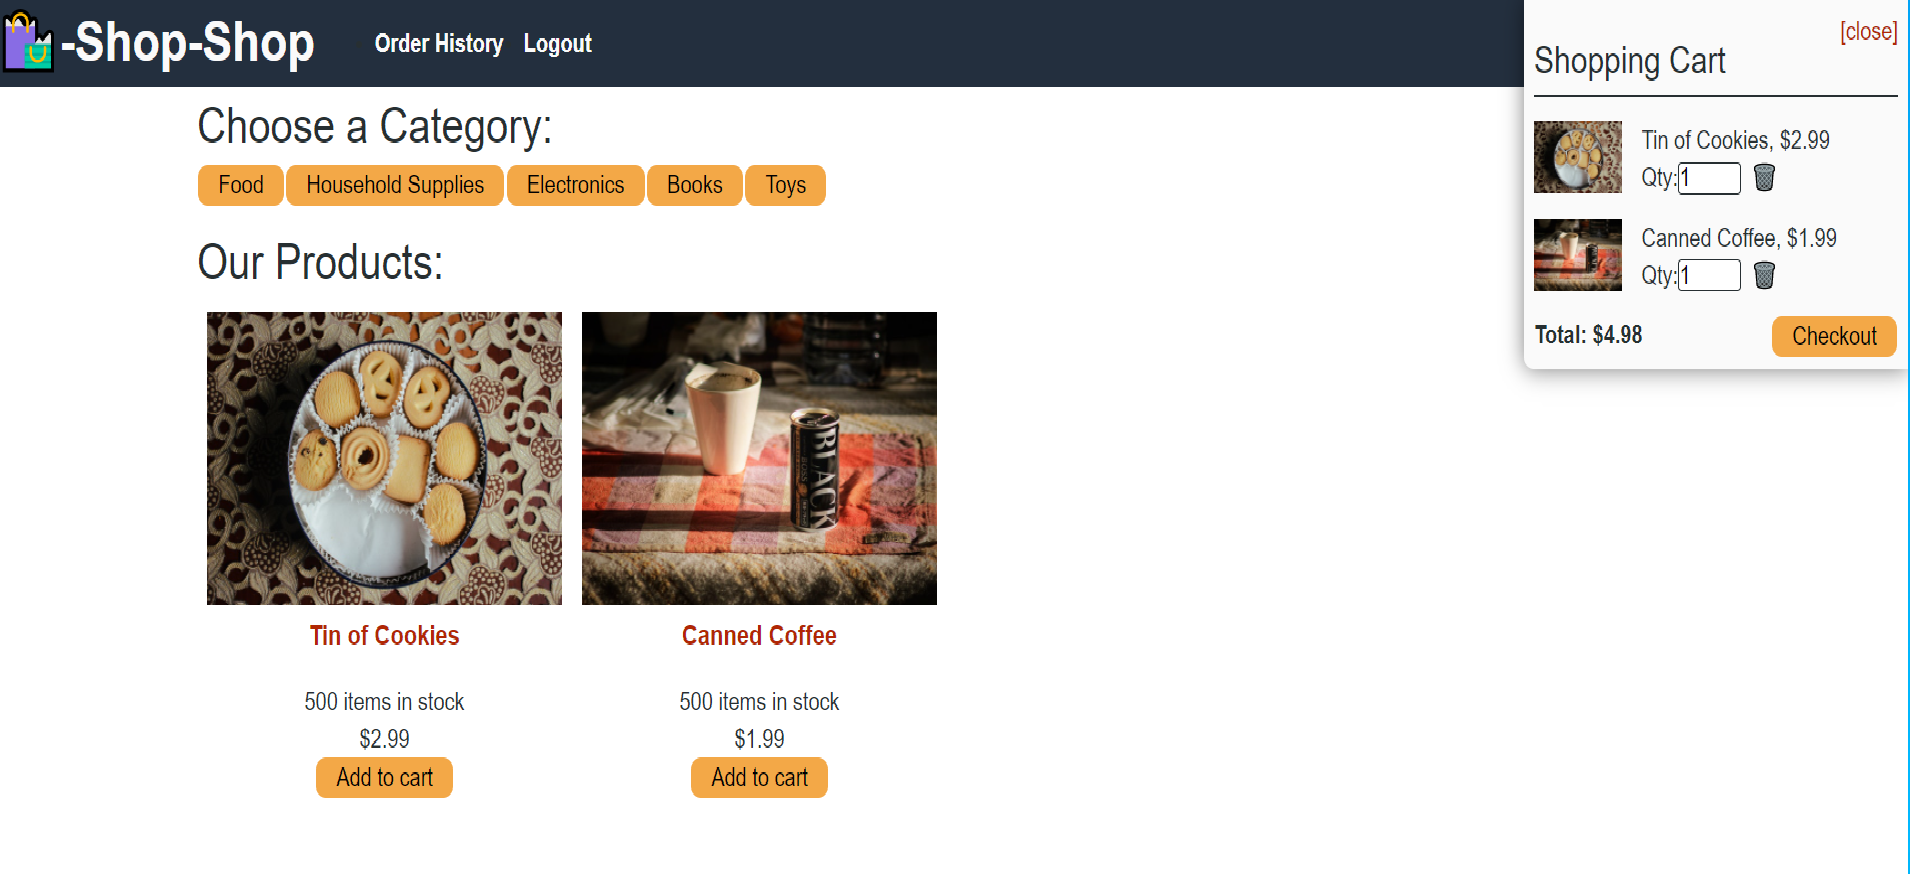 -Shop-Shop
Order History Logout
Choose a Category:
Food Household Supplies Electronics Books Toys
Our Products:
BLACK
BOSS
Tin of Cookies
500 items in stock
$2.99
Add to cart
Canned Coffee
500 items in stock
$1.99
Add to cart
[close]
Shopping Cart
Tin of Cookies, $2.99
Qty:1
Canned Coffee, $1.99
Qty:1
Total: $4.98
Checkout